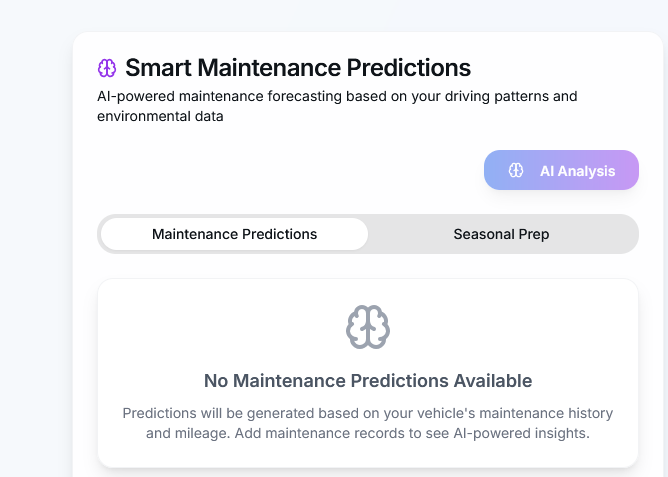 Smart Maintenance Predictions
AI-powered maintenance forecasting based on your driving patterns and
environmental data
AI Analysis
Maintenance Predictions
Seasonal Prep
No Maintenance Predictions Available
Predictions will be generated based on your vehicle's maintenance history
and mileage. Add maintenance records to see AI-powered insights.